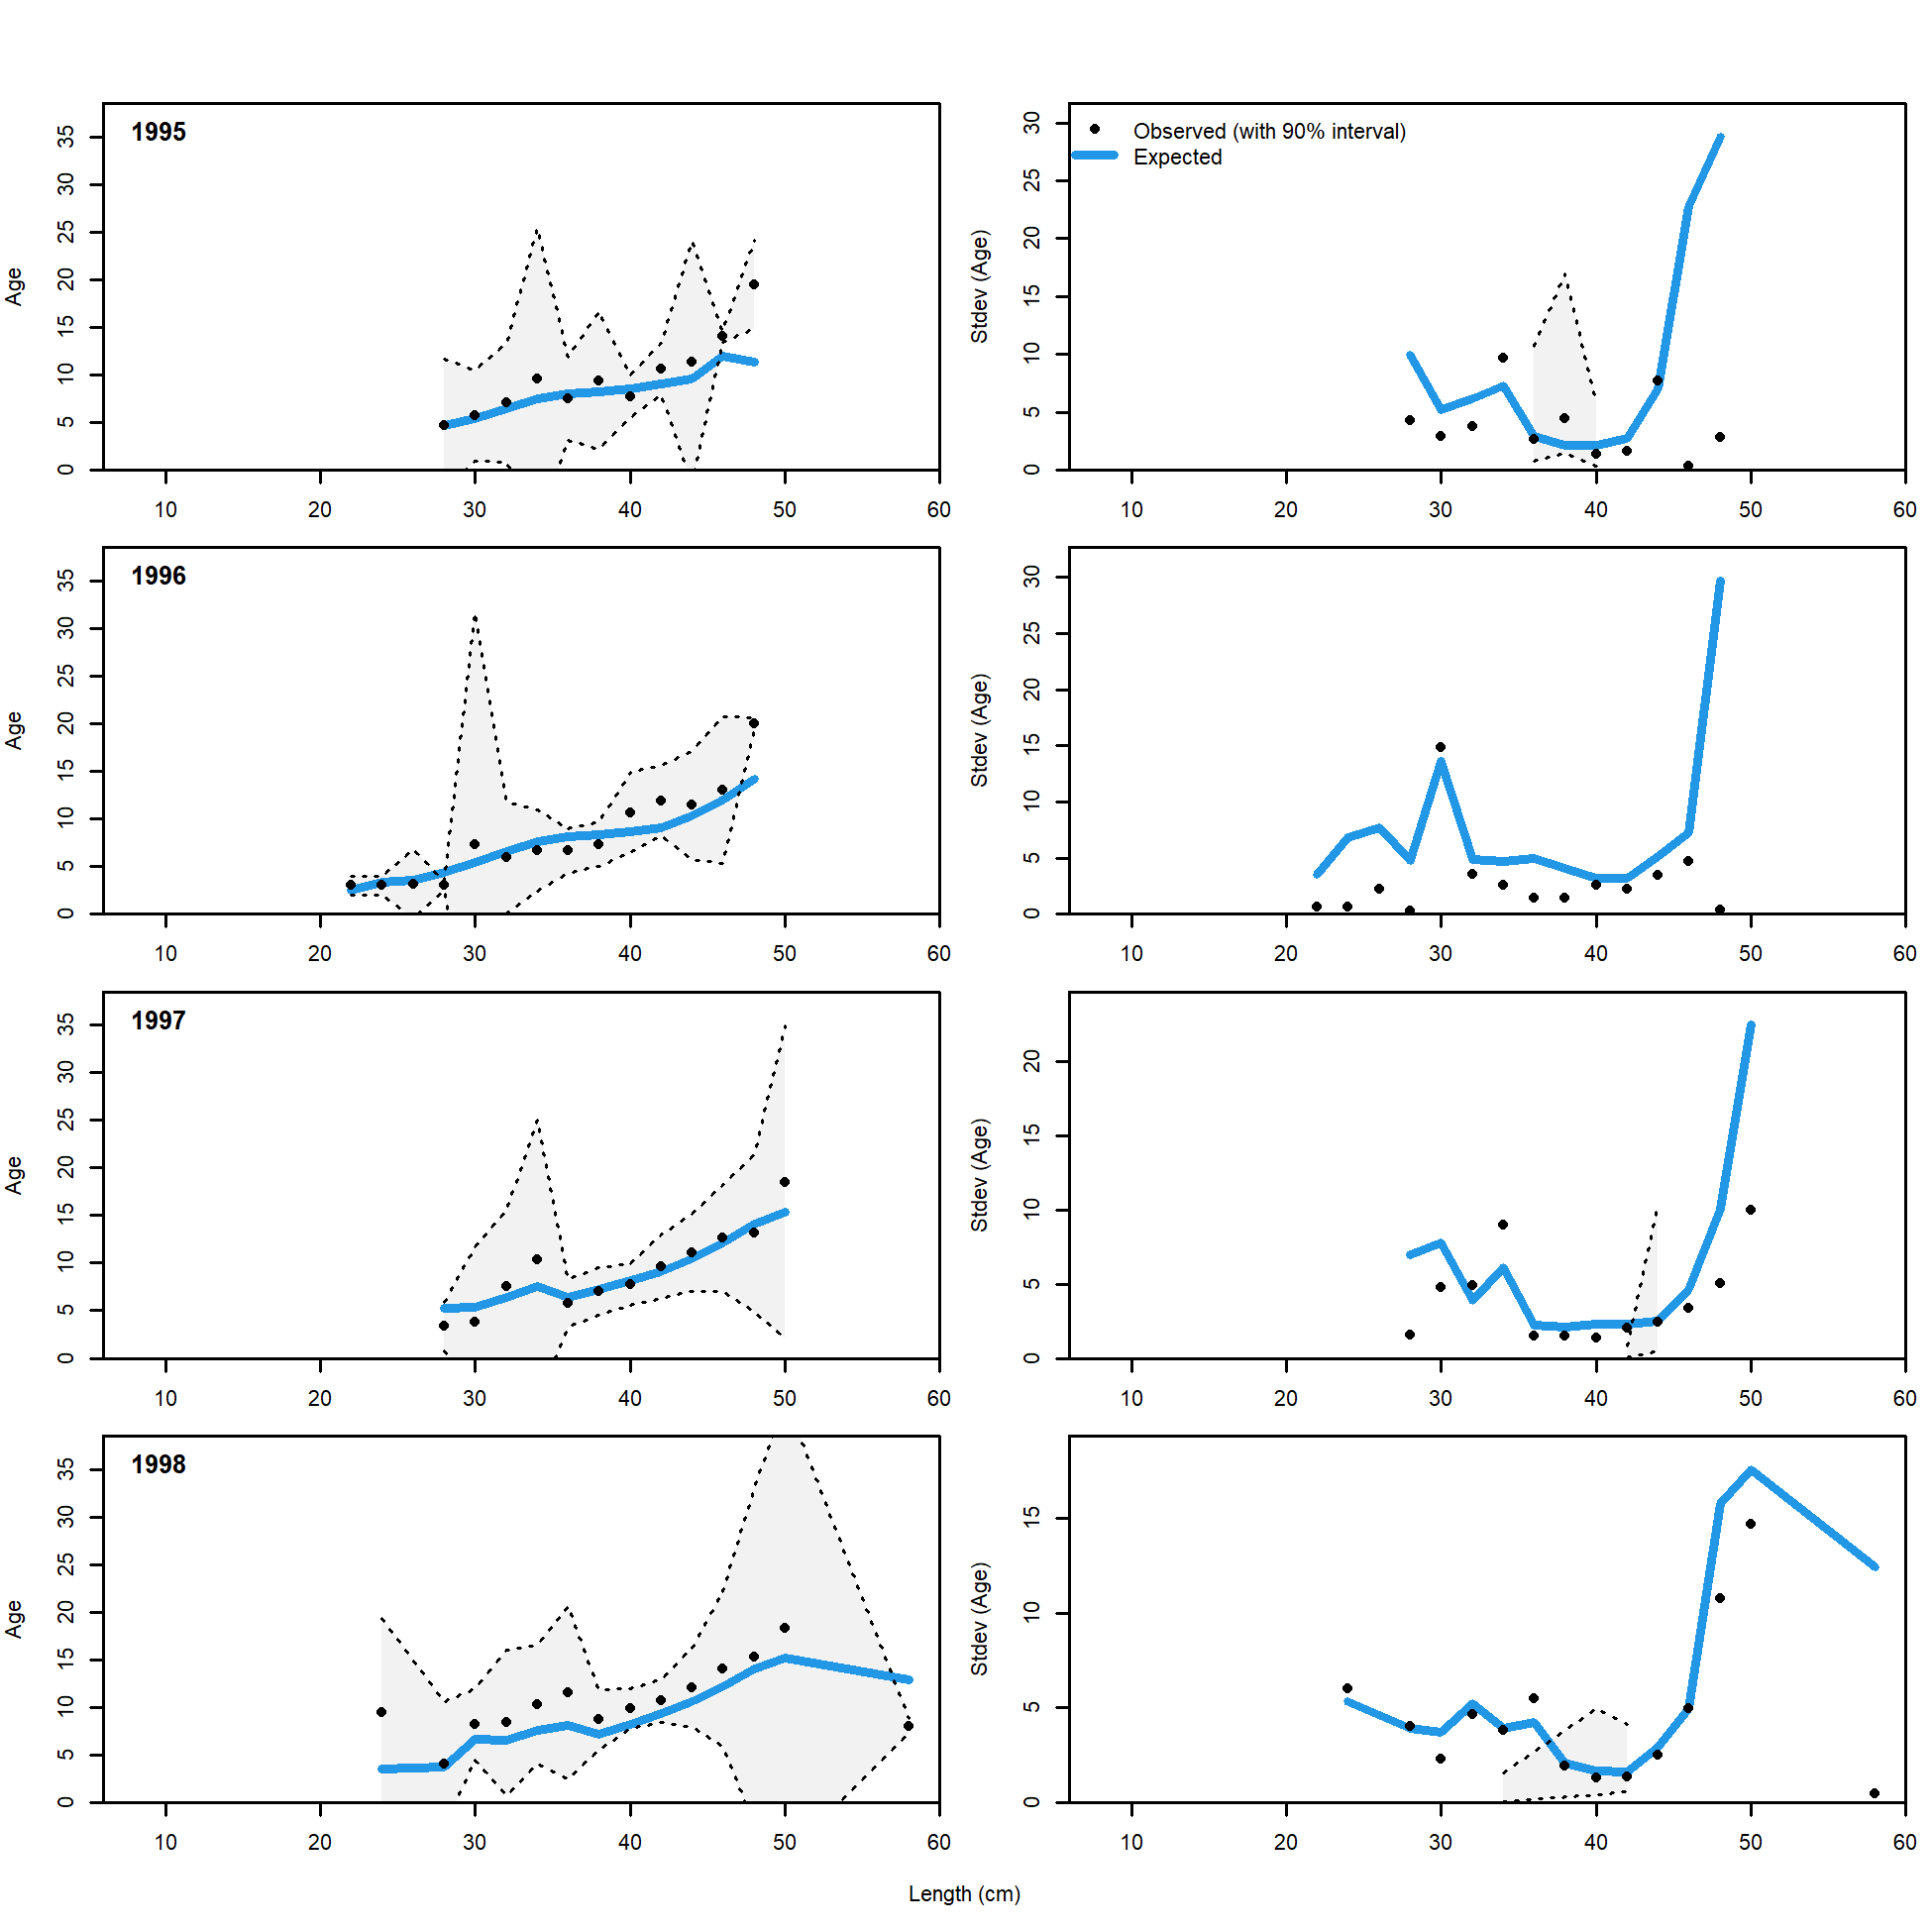 1995
Age
0 5 10 15 20 25 30 35
10 20 30 40 50 60
Observed (with 90% interval)
Expected
Stdev (Age)
0 5 10 15 20 25 30
10 20 30 40 50 60
1996
Age
0 5 10 15 20 25 30 35
10 20 30 40 50 60
Stdev (Age)
0 5 10 15 20 25 30
10 20 30 40 50 60
1997
Age
0 5 10 15 20 25 30 35
10 20 30 40 50 60
Stdev (Age)
0 5 10 15 20
10 20 30 40 50 60
1998
Age
0 5 10 15 20 25 30 35
10 20 30 40 50 60
Stdev (Age)
0 5 10 15
10 20 30 40 50 60
Length (cm)